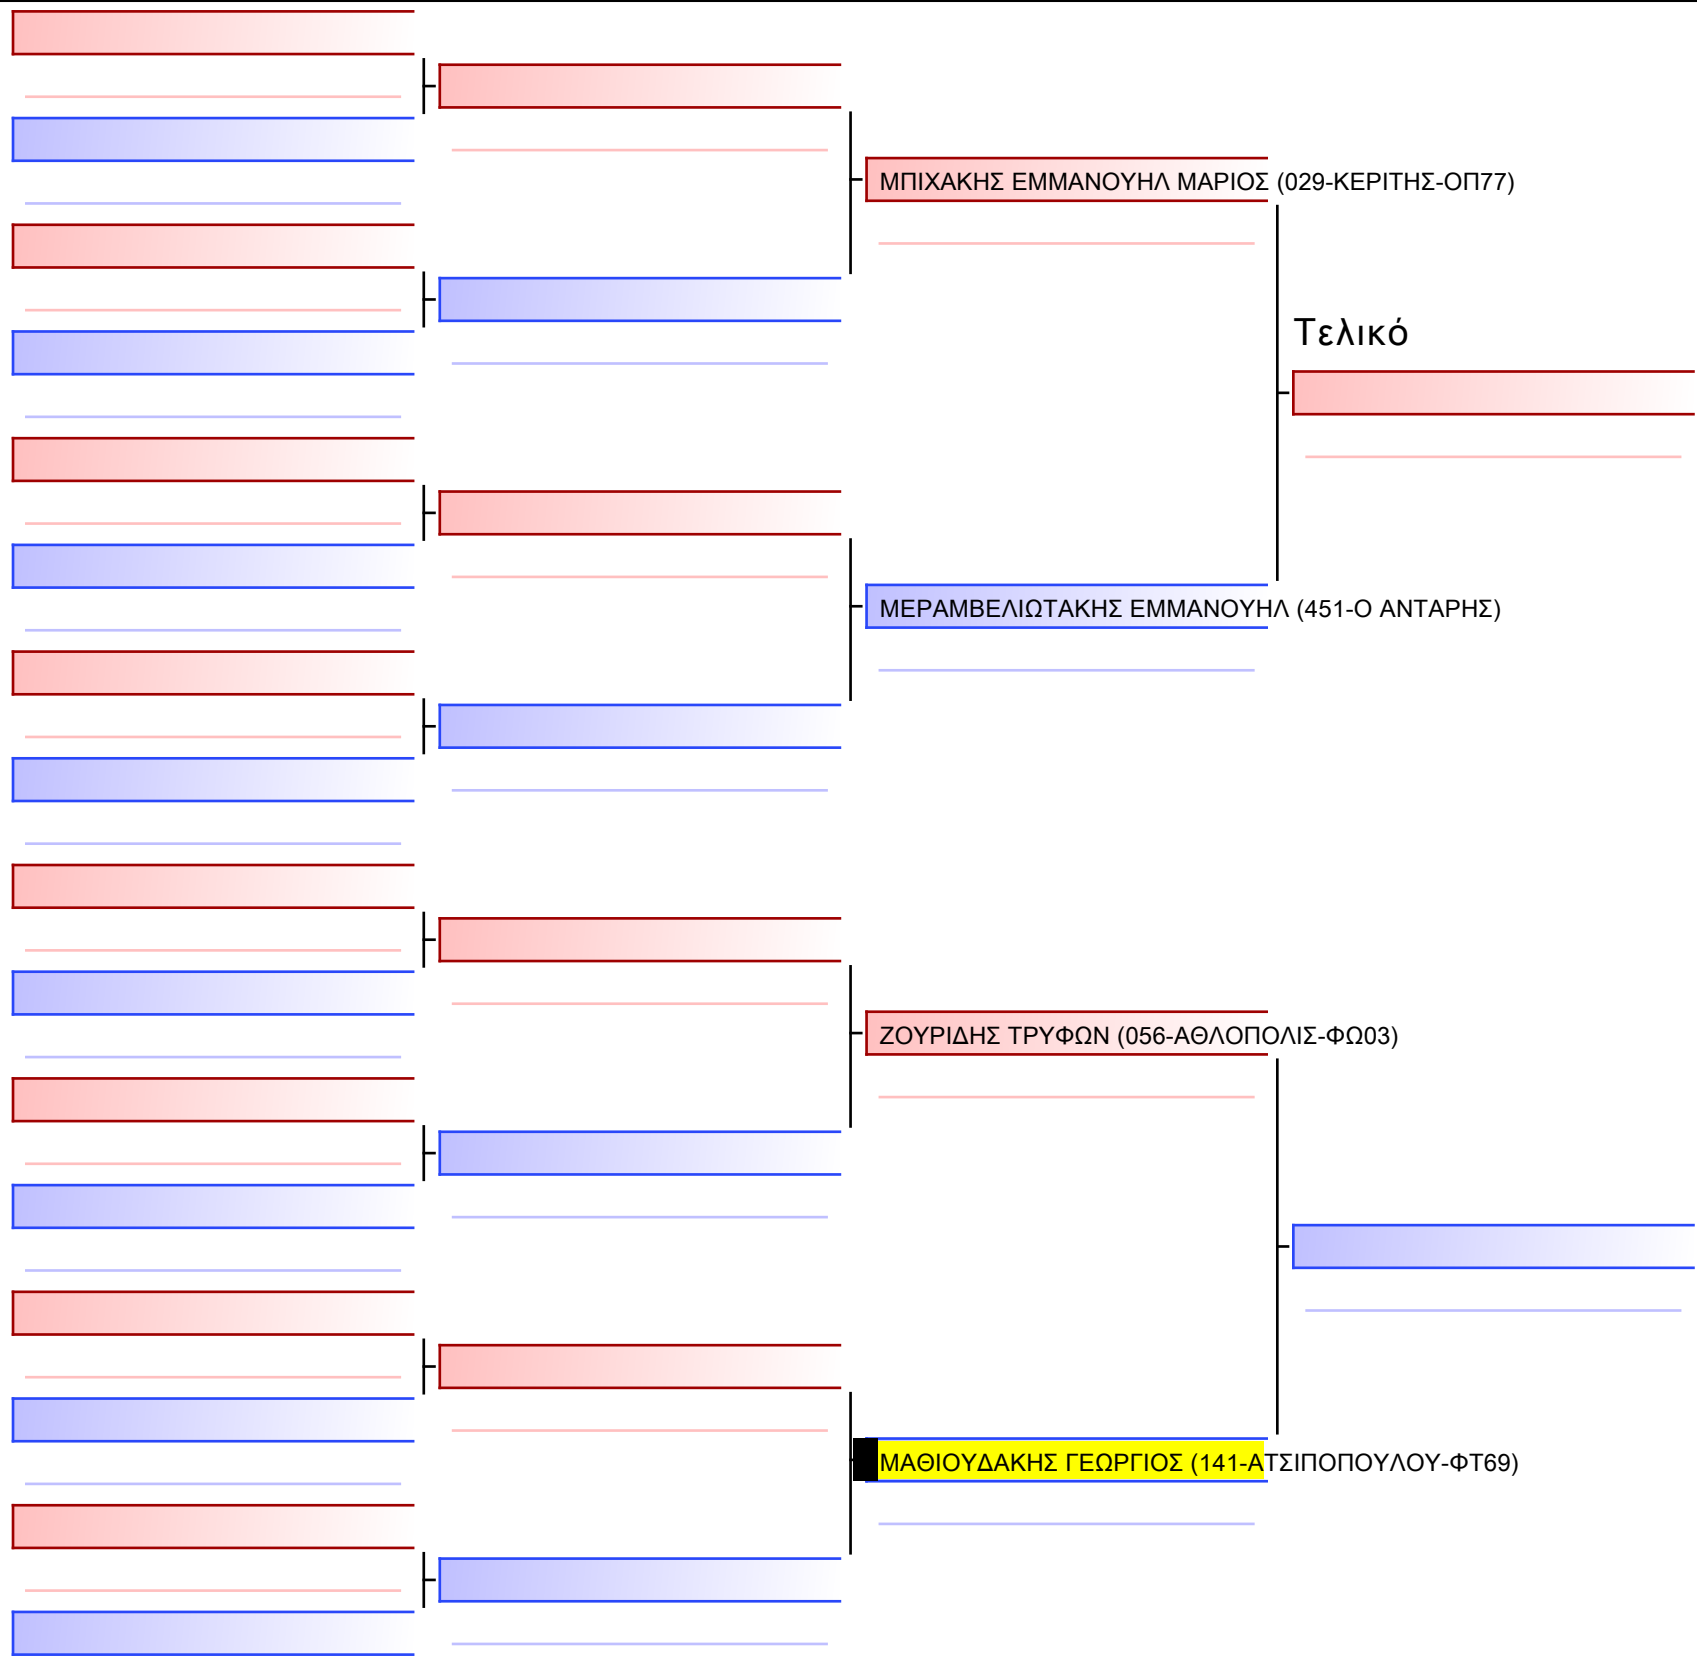 ΜΠΙΧΑΚΗΣ ΕΜΜΑΝΟΥΗΛ ΜΑΡΙΟΣ (029-ΚΕΡΙΤΗΣ-ΟΠ77)
Τελικό
ΜΕΡΑΜΒΕΛΙΩΤΑΚΗΣ ΕΜΜΑΝΟΥΗΛ (451-Ο ΑΝΤΑΡΗΣ)
ΖΟΥΡΙΔΗΣ ΤΡΥΦΩΝ (056-ΑΘΛΟΠΟΛΙΣ-ΦΩ03)
ΜΑΘΙΟΥΔΑΚΗΣ ΓΕΩΡΓΙΟΣ (141-ΑΤΣΙΠΟΠΟΥΛΟΥ-ΦΤ69)